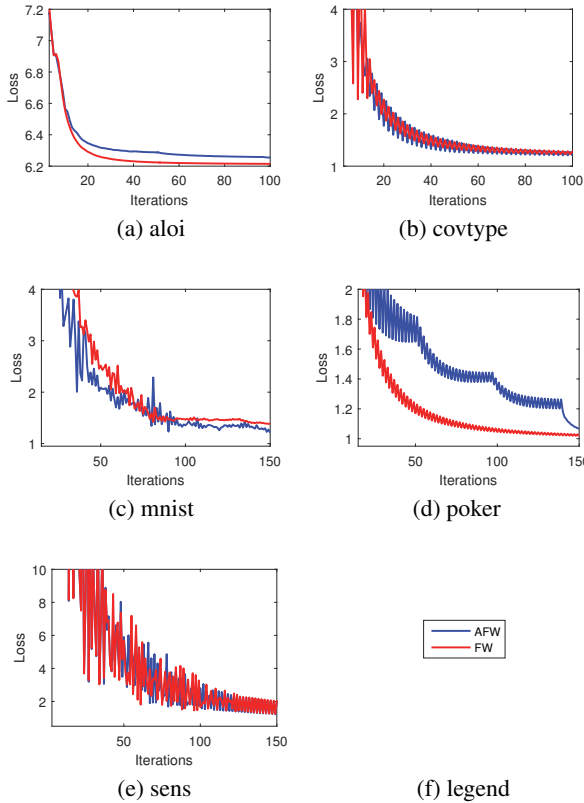 7.2
7
6.8
6.6
6.4
6.2
Loss
20 40 60 80 100
Iterations
(a) aloi
4
3
2
1
Loss
20 40 60 80 100
Iterations
(b) covtype
4
3
2
1
Loss
50 100 150
Iterations
(c) mnist
2
1.8
1.6
1.4
1.2
1
Loss
50 100 150
Iterations
(d) poker
10
8
6
4
2
Loss
50 100 150
Iterations
(e) sens
AFW
FW
(f) legend